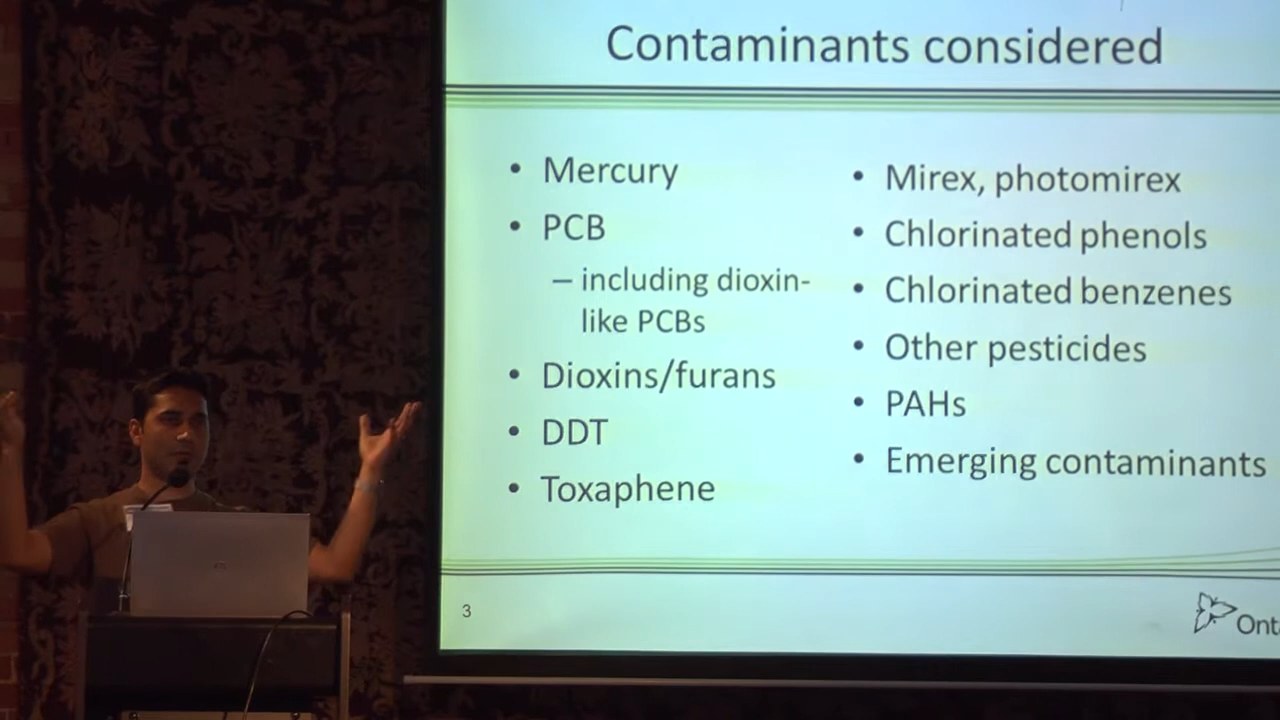 Contaminants considered
• Mercury
• PCB
– including dioxin-
like PCBs
• Dioxins/furans
• DDT
• Toxaphene
• Mirex, photomirex
• Chlorinated phenols
• Chlorinated benzenes
• Other pesticides
• PAHs
• Emerging contaminants
3
Ont